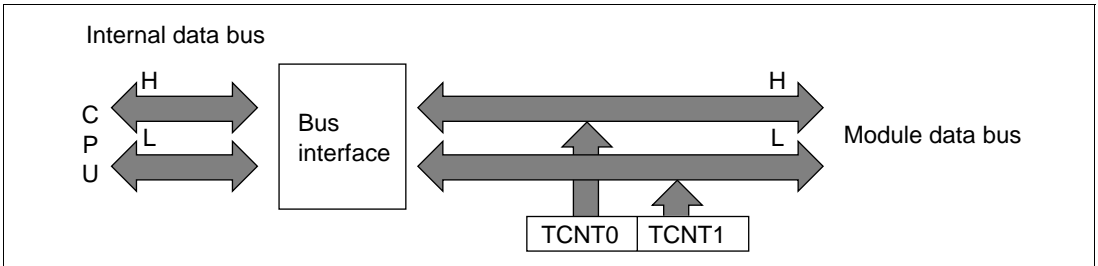 Internal data bus
H
H
C
P
U
L
L
Bus
interface
Module data bus
TCNT0
TCNT1